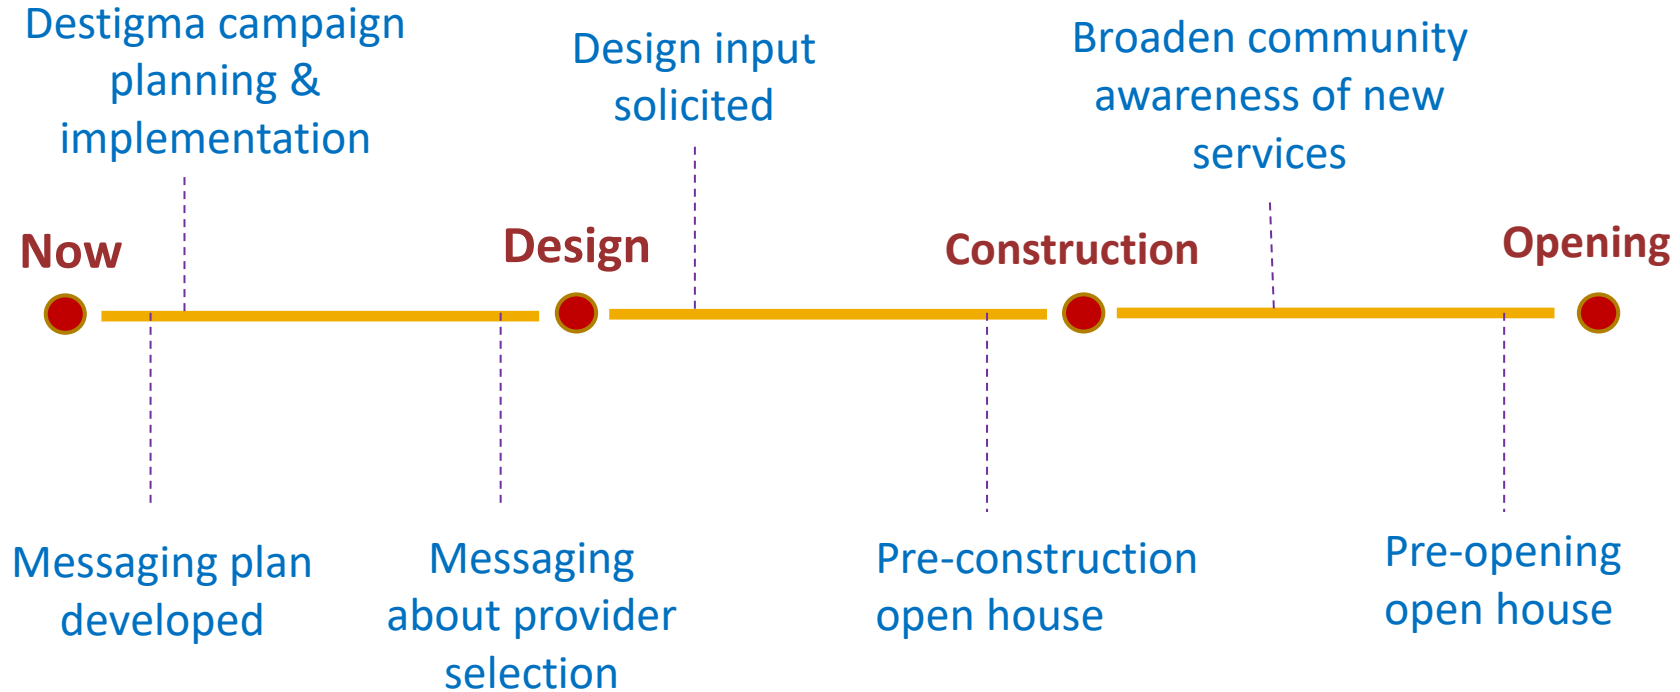 Destigma campaign
planning &
implementation
Design input
solicited
Broaden community
awareness of new
services
Now
Design
Construction
Opening
Messaging plan
developed
Messaging
about provider
selection
Pre-construction
open house
Pre-opening
open house